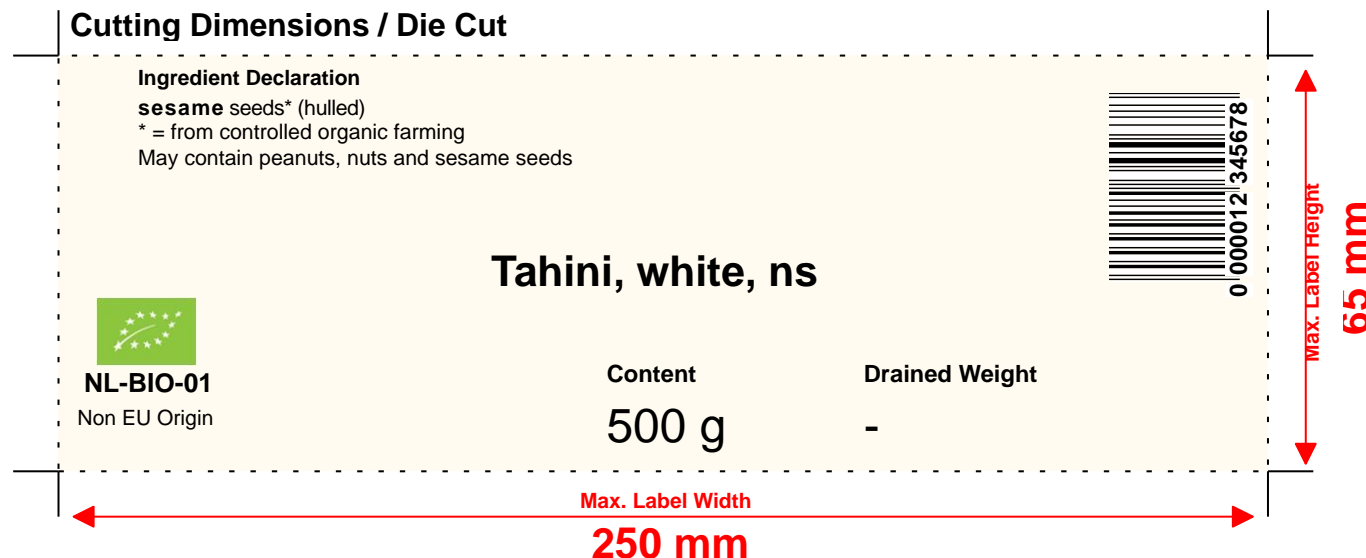 Cutting Dimensions / Die Cut
Ingredient Declaration
sesame seeds* (hulled)
* = from controlled organic farming
May contain peanuts, nuts and sesame seeds
0 000012 345678
Tahini, white, ns
NL-BIO-01
Non EU Origin
Content
500 g
Drained Weight
-
Max. Label Height
65 mm
Max. Label Width
250 mm